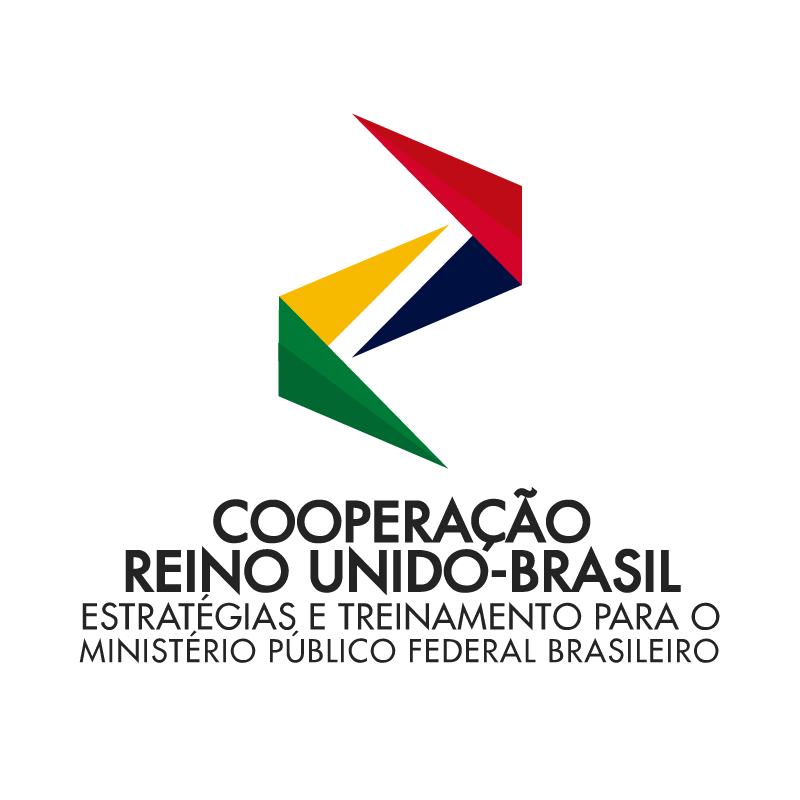 COOPERAÇÃO
REINO UNIDO-BRASIL
ESTRATÉGIAS E TREINAMENTO PARA O
MINISTÉRIO PÚBLICO FEDERAL BRASILEIRO